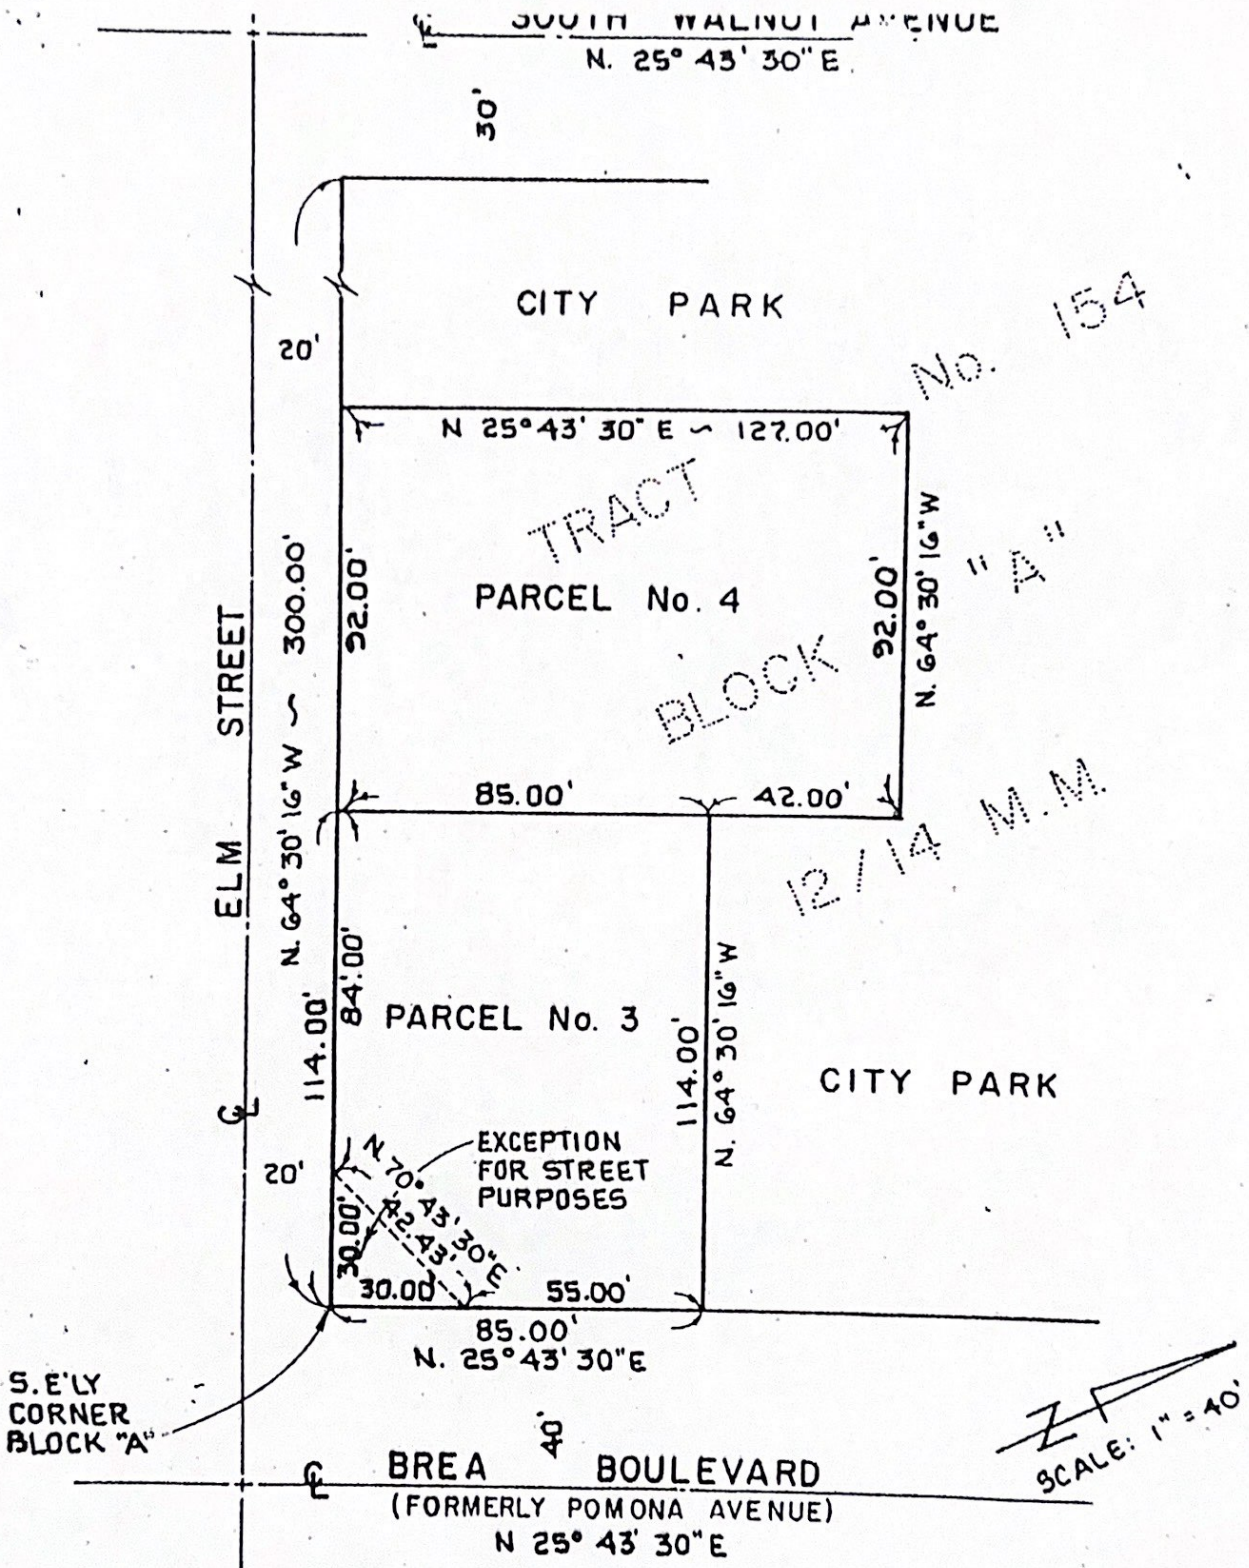 SOUTH WALNUT AVENUE
N. 25° 43' 30" E.
30'
CITY PARK
20'
No. 154
N 25° 43' 30" E ~ 127.00'
TRACT
PARCEL No. 4
92.00'
92.00'
N. 64° 30' 16" W
"A"
BLOCK
ELM STREET
N. 64° 30' 16" W ~ 300.00'
85.00'
42.00'
12/14 M.M.
114.00'
84.00'
PARCEL No. 3
114.00'
N. 64° 30' 16" W
CITY PARK
℄
20'
EXCEPTION
FOR STREET
PURPOSES
N 70° 43' 30" E
42.43'
30.00'
30.00
55.00'
85.00'
N. 25° 43' 30" E
S. E'LY
CORNER
BLOCK "A"
40'
SCALE: 1" = 40'
℄ BREA BOULEVARD
(FORMERLY POMONA AVENUE)
N 25° 43' 30" E